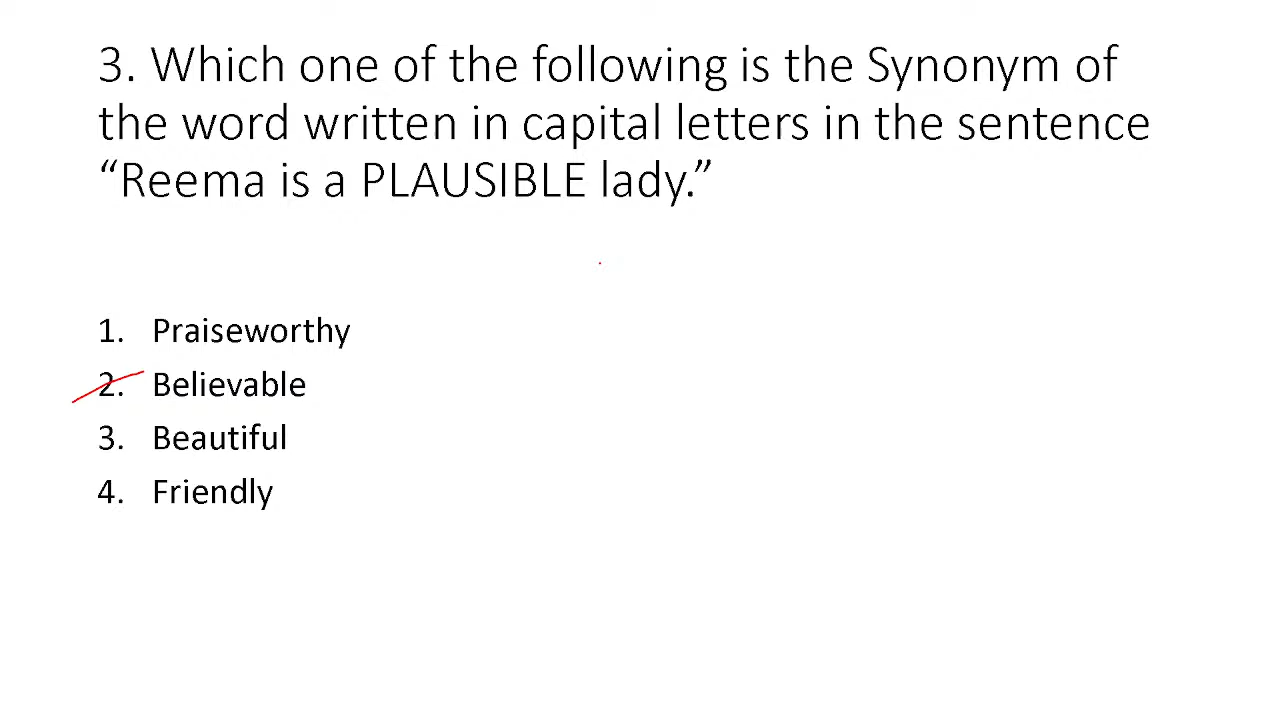 3. Which one of the following is the Synonym of
the word written in capital letters in the sentence
“Reema is a PLAUSIBLE lady.”
1. Praiseworthy
2. Believable
3. Beautiful
4. Friendly